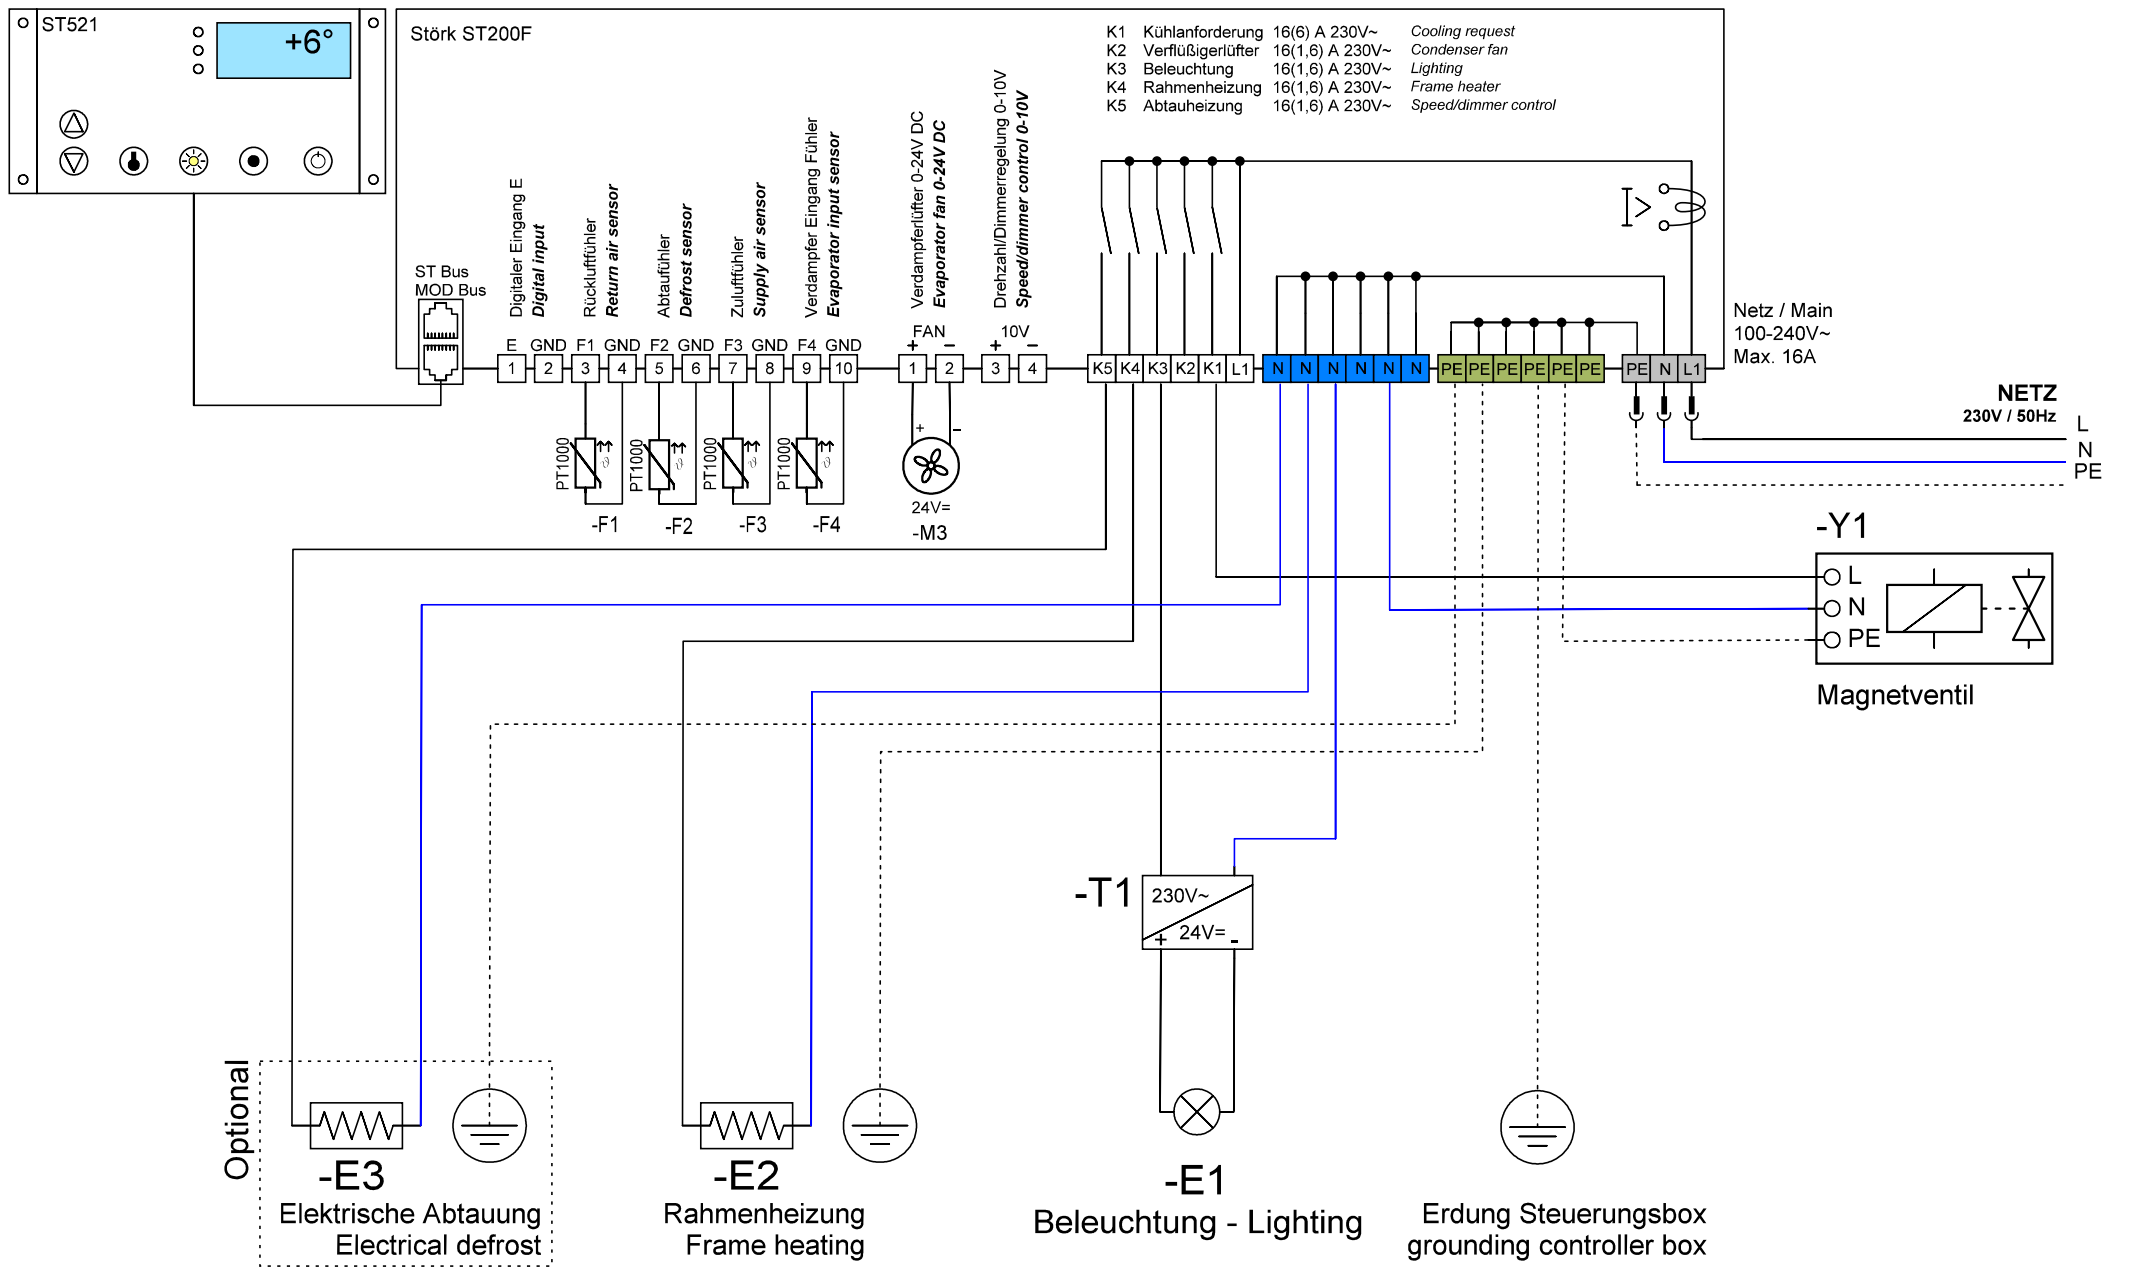 ST521
+6°
Störk ST200F
K1 Kühlanforderung 16(6) A 230V~ Cooling request
K2 Verflüßigerlüfter 16(1,6) A 230V~ Condenser fan
K3 Beleuchtung 16(1,6) A 230V~ Lighting
K4 Rahmenheizung 16(1,6) A 230V~ Frame heater
K5 Abtauheizung 16(1,6) A 230V~ Speed/dimmer control
ST Bus
MOD Bus
Digitaler Eingang E
Digital input
Rückluftfühler
Return air sensor
Abtaufühler
Defrost sensor
Zuluftfühler
Supply air sensor
Verdampfer Eingang Fühler
Evaporator input sensor
Verdampferlüfter 0-24V DC
Evaporator fan 0-24V DC
Drehzahl/Dimmerregelung 0-10V
Speed/dimmer control 0-10V
FAN
10V
E GND F1 GND F2 GND F3 GND F4 GND + − + −
1 2 3 4 5 6 7 8 9 10 1 2 3 4 K5 K4 K3 K2 K1 L1 N N N N N N PE PE PE PE PE PE PE N L1
Netz / Main
100-240V~
Max. 16A
NETZ
230V / 50Hz
L
N
PE
PT1000
PT1000
PT1000
PT1000
ϑ
ϑ
ϑ
ϑ
+ −
24V=
-F1
-F2
-F3
-F4
-M3
-Y1
L
N
PE
Magnetventil
-T1
230V~
24V=
+ -
Optional
-E3
Elektrische Abtauung
Electrical defrost
-E2
Rahmenheizung
Frame heating
-E1
Beleuchtung - Lighting
Erdung Steuerungsbox
grounding controller box